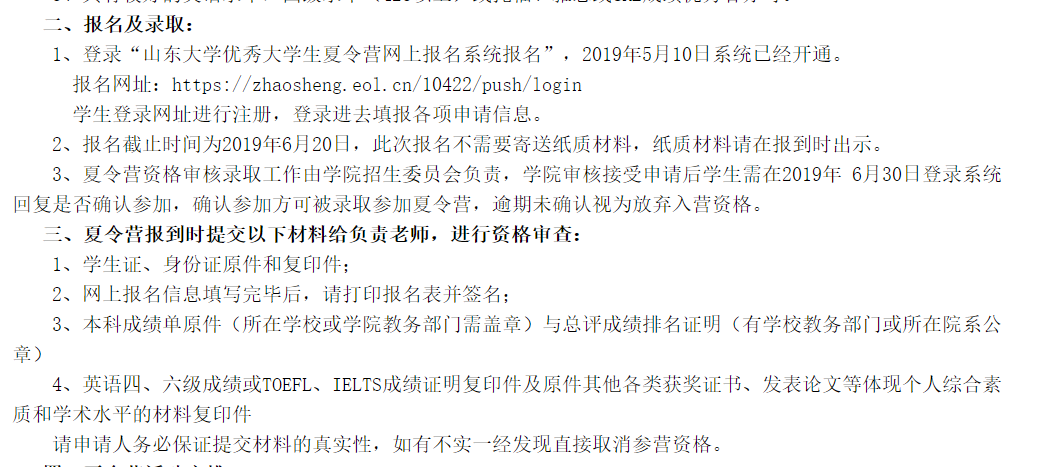 二、报名及录取：
1、登录“山东大学优秀大学生夏令营网上报名系统报名”，2019年5月10日系统已经开通。
报名网址：https://zhaosheng.eol.cn/10422/push/login
学生登录网址进行注册，登录进去填报各项申请信息。
2、报名截止时间为2019年6月20日，此次报名不需要寄送纸质材料，纸质材料请在报到时出示。
3、夏令营资格审核录取工作由学院招生委员会负责，学院审核接受申请后学生需在2019年 6月30日登录系统
回复是否确认参加，确认参加方可被录取参加夏令营，逾期未确认视为放弃入营资格。
三、夏令营报到时提交以下材料给负责老师，进行资格审查：
1、学生证、身份证原件和复印件；
2、网上报名信息填写完毕后，请打印报名表并签名；
3、本科成绩单原件（所在学校或学院教务部门需盖章）与总评成绩排名证明（有学校教务部门或所在院系公
章）
4、英语四、六级成绩或TOEFL、IELTS成绩证明复印件及原件其他各类获奖证书、发表论文等体现个人综合素
质和学术水平的材料复印件
请申请人务必保证提交材料的真实性，如有不实一经发现直接取消参营资格。